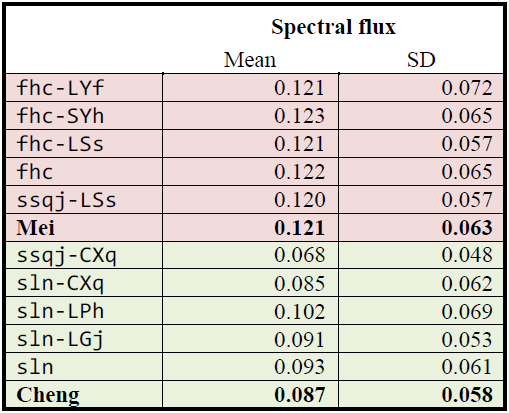 Spectral flux
Mean SD
fhc-LYf 0.121 0.072
fhc-SYh 0.123 0.065
fhc-LSs 0.121 0.057
fhc 0.122 0.065
ssqj-LSs 0.120 0.057
Mei 0.121 0.063
ssqj-CXq 0.068 0.048
sln-CXq 0.085 0.062
sln-LPh 0.102 0.069
sln-LGj 0.091 0.053
sln 0.093 0.061
Cheng 0.087 0.058